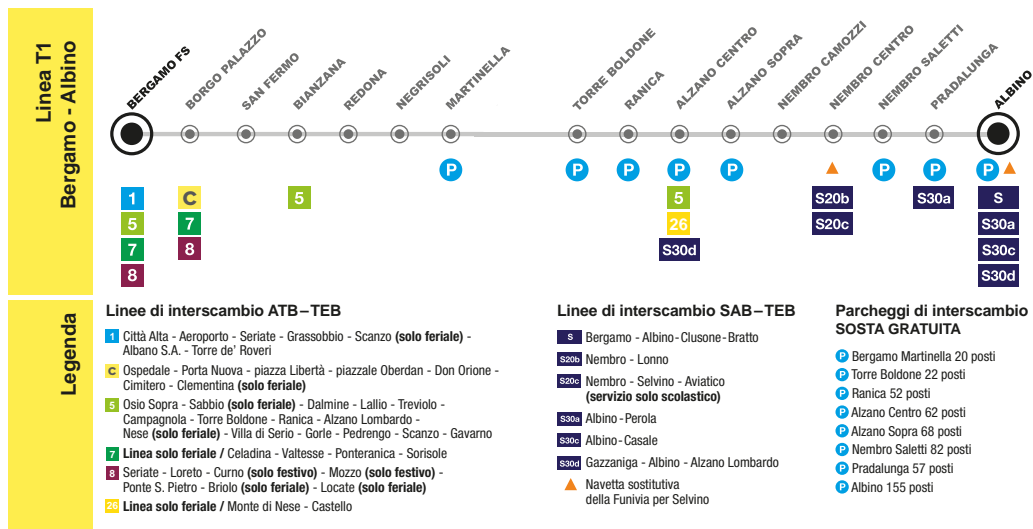 Linea T1
Bergamo - Albino
BERGAMO FS
BORGO PALAZZO
SAN FERMO
BIANZANA
REDONA
NEGRISOLI
MARTINELLA
TORRE BOLDONE
RANICA
ALZANO CENTRO
ALZANO SOPRA
NEMBRO CAMOZZI
NEMBRO CENTRO
NEMBRO SALETTI
PRADALUNGA
ALBINO
P P P P P P P P
1 C 5 5 S20b S30a S
5 7 26 S20c S30a
7 8 S30d S30c
8 S30d
Legenda
Linee di interscambio ATB–TEB
1 Città Alta - Aeroporto - Seriate - Grassobbio - Scanzo (solo feriale) -
Albano S.A. - Torre de’ Roveri
C Ospedale - Porta Nuova - piazza Libertà - piazzale Oberdan - Don Orione -
Cimitero - Clementina (solo feriale)
5 Osio Sopra - Sabbio (solo feriale) - Dalmine - Lallio - Treviolo -
Campagnola - Torre Boldone - Ranica - Alzano Lombardo -
Nese (solo feriale) - Villa di Serio - Gorle - Pedrengo - Scanzo - Gavarno
7 Linea solo feriale / Celadina - Valtesse - Ponteranica - Sorisole
8 Seriate - Loreto - Curno (solo festivo) - Mozzo (solo festivo) -
Ponte S. Pietro - Briolo (solo feriale) - Locate (solo feriale)
26 Linea solo feriale / Monte di Nese - Castello
Linee di interscambio SAB–TEB
S Bergamo - Albino-Clusone-Bratto
S20b Nembro - Lonno
S20c Nembro - Selvino - Aviatico
(servizio solo scolastico)
S30a Albino-Perola
S30c Albino-Casale
S30d Gazzaniga - Albino - Alzano Lombardo
Navetta sostitutiva
della Funivia per Selvino
Parcheggi di interscambio
SOSTA GRATUITA
P Bergamo Martinella 20 posti
P Torre Boldone 22 posti
P Ranica 52 posti
P Alzano Centro 62 posti
P Alzano Sopra 68 posti
P Nembro Saletti 82 posti
P Pradalunga 57 posti
P Albino 155 posti